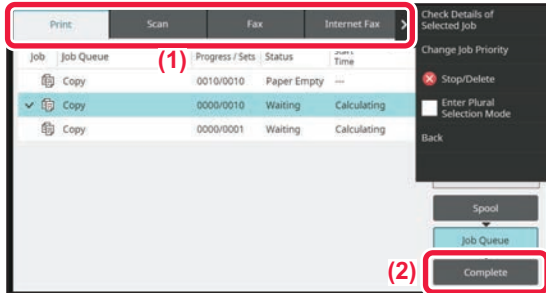 Print Scan Fax Internet Fax
Job Job Queue Progress / Sets Status Start
Time
(1)
Copy 0010/0010 Paper Empty ---
Copy 0000/0010 Waiting Calculating
Copy 0000/0001 Waiting Calculating
Check Details of
Selected Job
Change Job Priority
Stop/Delete
Enter Plural
Selection Mode
Back
Spool
Job Queue
(2)
Complete